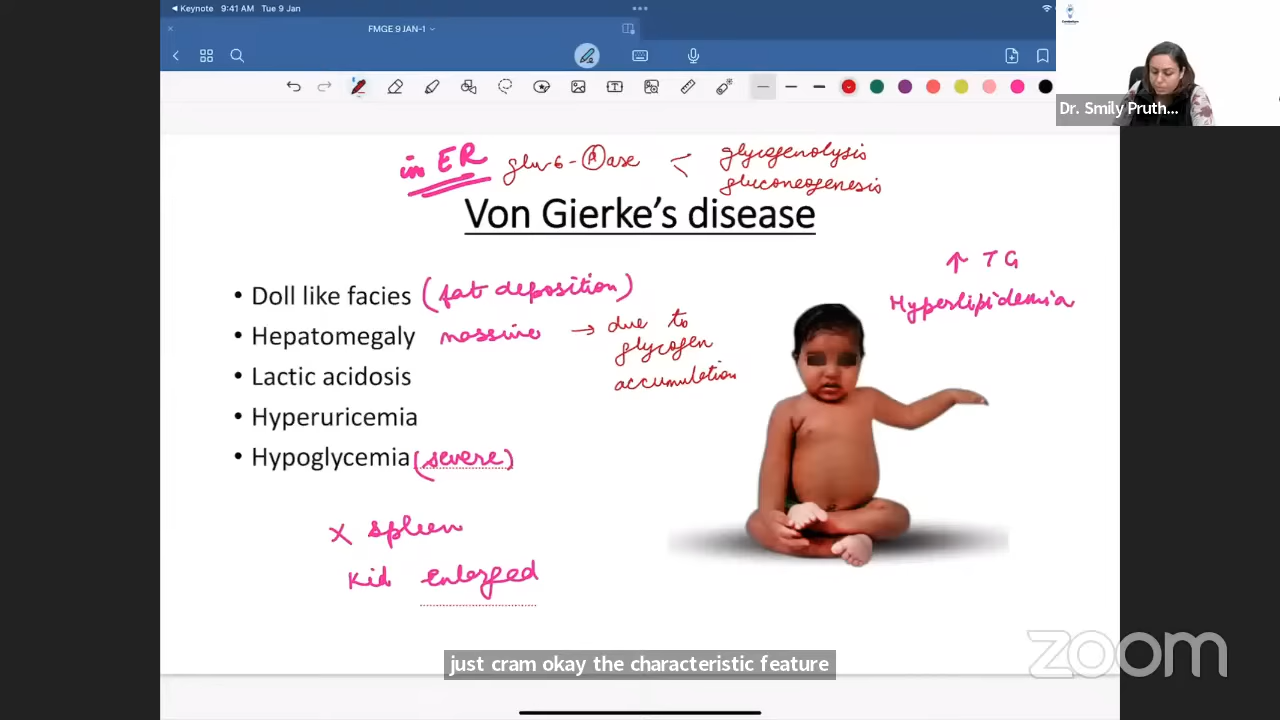 Keynote 9:41 AM Tue 9 Jan
FMGE 9 JAN-1
Dr. Smily Pruth...
in ER glu-6-Pase < glycogenolysis
gluconeogenesis
Von Gierke's disease
↑ TG
Hyperlipidemia
• Doll like facies (fat deposition)
• Hepatomegaly massive → due to
glycogen
accumulation
• Lactic acidosis
• Hyperuricemia
• Hypoglycemia (severe)
X spleen
Kid enlarged
just cram okay the characteristic feature
zoom